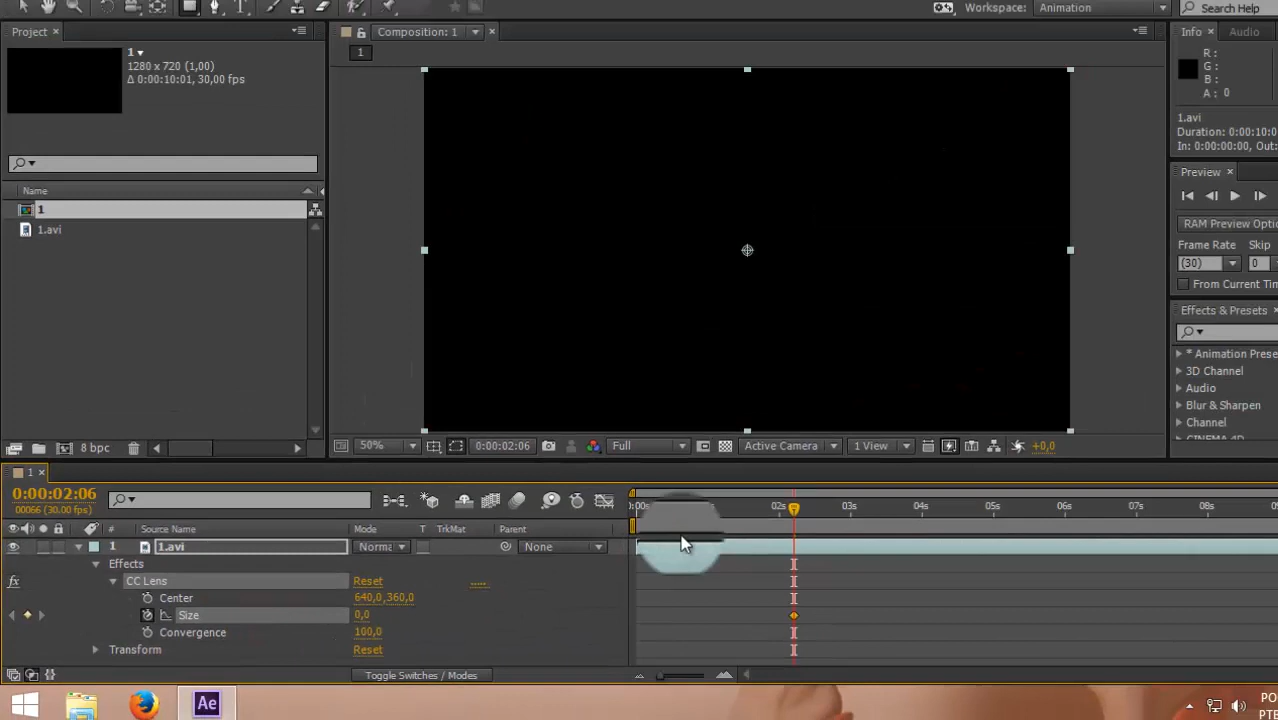 Workspace: Animation
Search Help
Project
Composition: 1
Info
Audio
1
1280 x 720 (1,00)
Δ 0:00:10:01, 30,00 fps
1
R :
G :
B :
A : 0
1.avi
Duration: 0:00:10:0
In: 0:00:00:00, Out:
Preview
RAM Preview Optio
Frame Rate Skip
(30) 0
From Current Tim
Effects & Presets
* Animation Prese
3D Channel
Audio
Blur & Sharpen
Channel
CINEMA 4D
Name
1
1.avi
8 bpc
50%
0:00:02:06
Full
Active Camera
1 View
+0,0
1
0:00:02:06
00066 (30.00 fps)
:00s
02s
03s
04s
05s
06s
07s
08s
# Source Name Mode T TrkMat Parent
1 1.avi Norma None
Effects
fx CC Lens Reset .....
Center 640,0,360,0
Size 0,0
Convergence 100,0
Transform Reset
Toggle Switches / Modes
Ae
PO
PTE